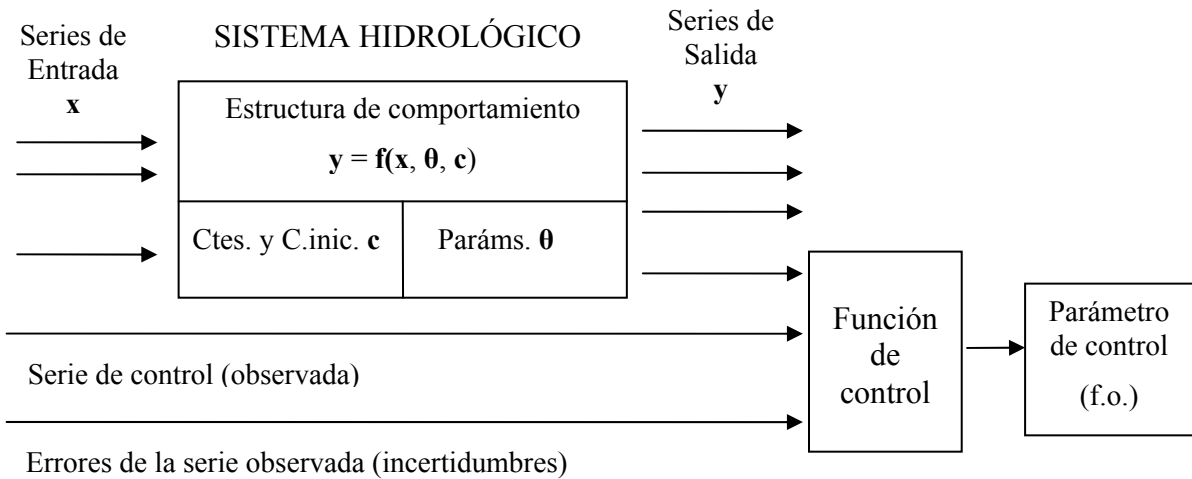 Series de
Entrada
x
SISTEMA HIDROLÓGICO
Estructura de comportamiento
y = f(x, θ, c)
Ctes. y C.inic. c
Paráms. θ
Series de
Salida
y
Serie de control (observada)
Errores de la serie observada (incertidumbres)
Función
de
control
Parámetro
de control
(f.o.)